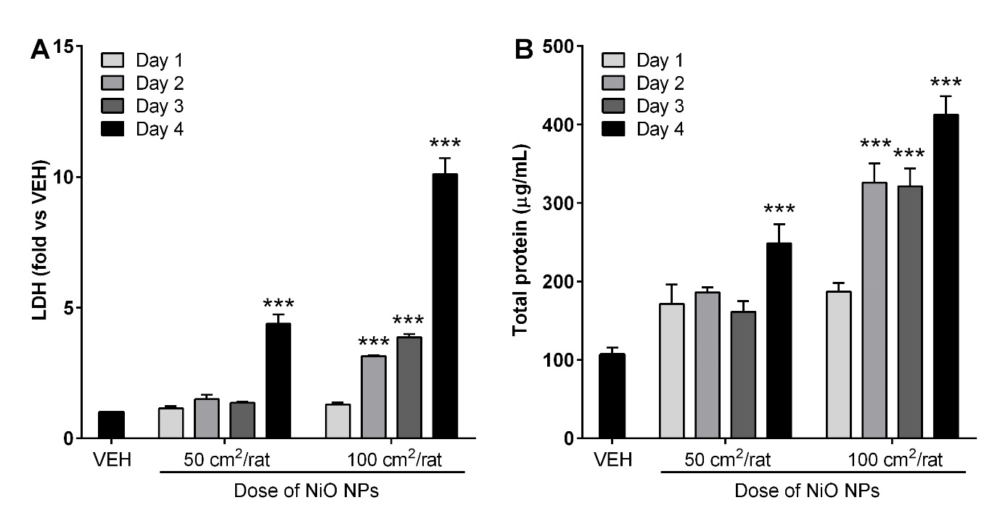 A
15
10
5
0
LDH (fold vs VEH)
Day 1
Day 2
Day 3
Day 4
***
***
***
***
VEH
50 cm²/rat
100 cm²/rat
Dose of NiO NPs
B
500
400
300
200
100
0
Total protein (µg/mL)
Day 1
Day 2
Day 3
Day 4
***
***
***
***
VEH
50 cm²/rat
100 cm²/rat
Dose of NiO NPs